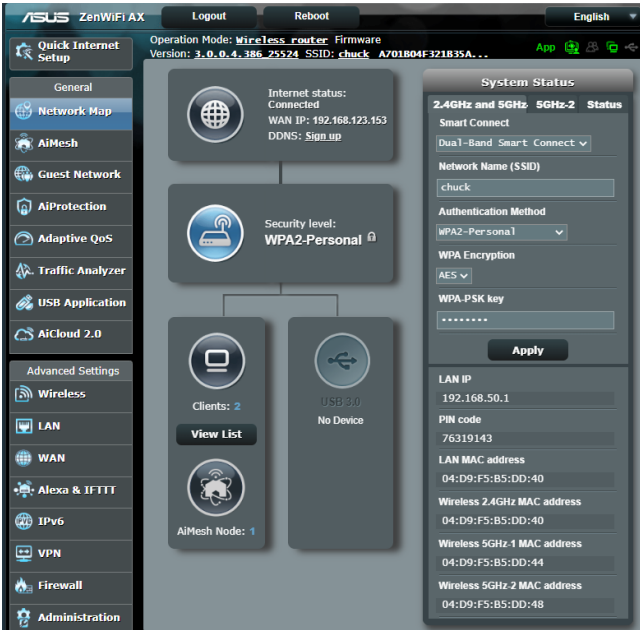 ASUS ZenWiFi AX Logout Reboot English
Quick Internet Setup
Operation Mode: Wireless router Firmware
Version: 3.0.0.4.386_25524 SSID: chuck A701B04F321B35A...
App
General
Network Map
AiMesh
Guest Network
AiProtection
Adaptive QoS
Traffic Analyzer
USB Application
AiCloud 2.0
Advanced Settings
Wireless
LAN
WAN
Alexa & IFTTT
IPv6
VPN
Firewall
Administration
Internet status:
Connected
WAN IP: 192.168.123.153
DDNS: Sign up
Security level:
WPA2-Personal
Clients: 2
View List
AiMesh Node: 1
USB 3.0
No Device
System Status
2.4GHz and 5GHz- 5GHz-2 Status
Smart Connect
Dual-Band Smart Connect
Network Name (SSID)
chuck
Authentication Method
WPA2-Personal
WPA Encryption
AES
WPA-PSK key
········
Apply
LAN IP
192.168.50.1
PIN code
76319143
LAN MAC address
04:D9:F5:B5:DD:40
Wireless 2.4GHz MAC address
04:D9:F5:B5:DD:40
Wireless 5GHz-1 MAC address
04:D9:F5:B5:DD:44
Wireless 5GHz-2 MAC address
04:D9:F5:B5:DD:48